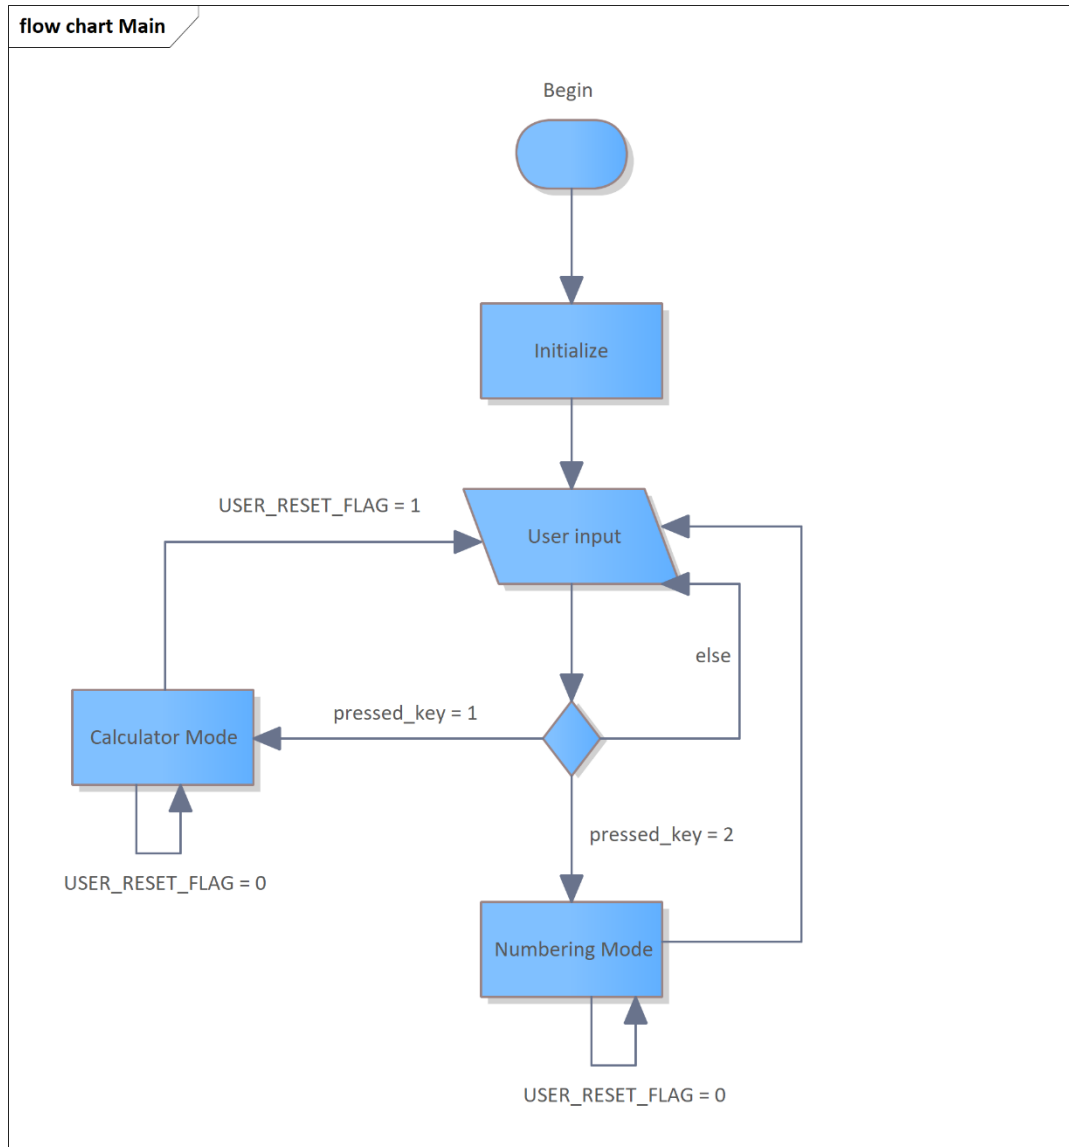 flow chart Main
Begin
Initialize
USER_RESET_FLAG = 1
User input
else
pressed_key = 1
Calculator Mode
pressed_key = 2
USER_RESET_FLAG = 0
Numbering Mode
USER_RESET_FLAG = 0